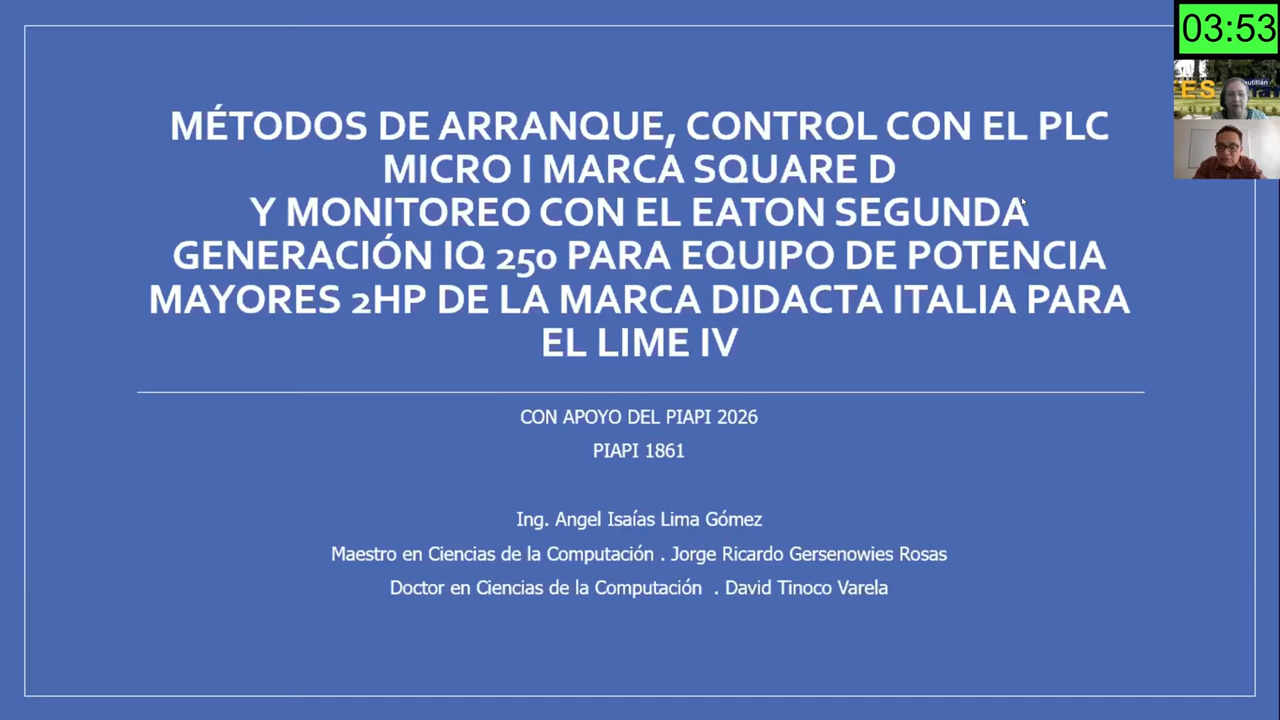 03:53
ES
MÉTODOS DE ARRANQUE, CONTROL CON EL PLC
MICRO I MARCA SQUARE D
Y MONITOREO CON EL EATON SEGUNDA
GENERACIÓN IQ 250 PARA EQUIPO DE POTENCIA
MAYORES 2HP DE LA MARCA DIDACTA ITALIA PARA
EL LIME IV
CON APOYO DEL PIAPI 2026
PIAPI 1861
Ing. Angel Isaías Lima Gómez
Maestro en Ciencias de la Computación . Jorge Ricardo Gersenowies Rosas
Doctor en Ciencias de la Computación . David Tinoco Varela